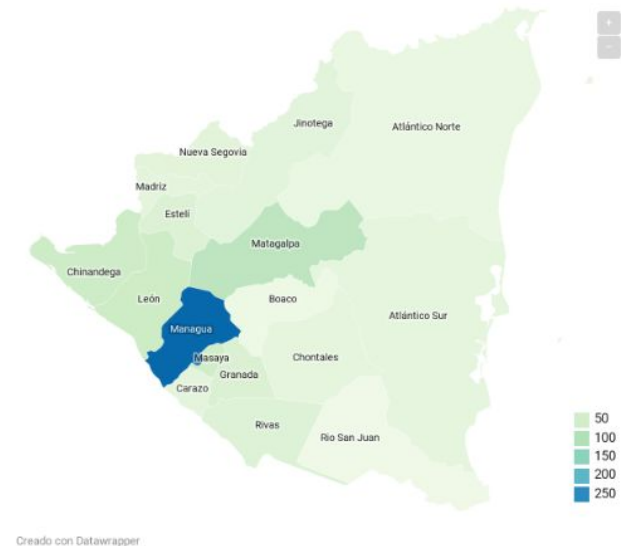 +
−
Jinotega
Atlántico Norte
Nueva Segovia
Madriz
Estelí
Matagalpa
Chinandega
León
Boaco
Atlántico Sur
Managua
Masaya
Chontales
Granada
Carazo
Rivas
Rio San Juan
50
100
150
200
250
Creado con Datawrapper